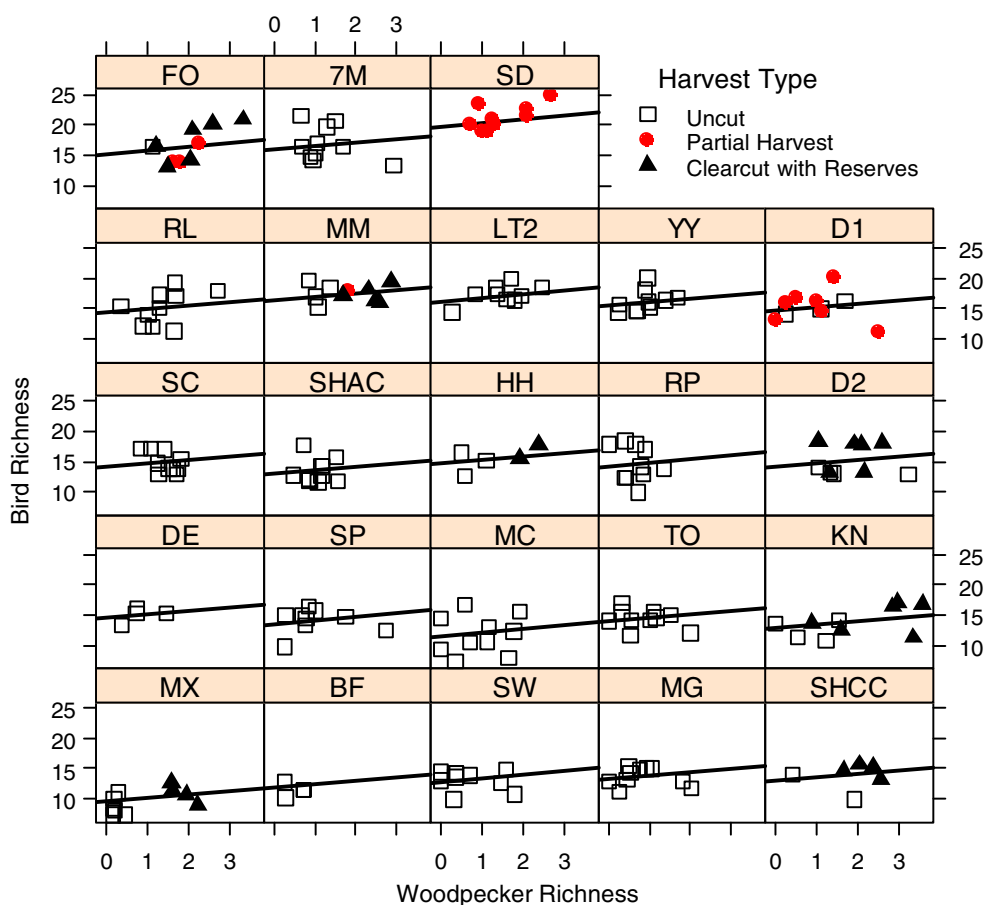 0 1 2 3
FO 7M SD
Harvest Type
Uncut
Partial Harvest
Clearcut with Reserves
25
20
15
10
RL MM LT2 YY D1
25
20
15
10
SC SHAC HH RP D2
25
20
15
10
DE SP MC TO KN
25
20
15
10
MX BF SW MG SHCC
25
20
15
10
0 1 2 3 0 1 2 3 0 1 2 3
Woodpecker Richness
Bird Richness